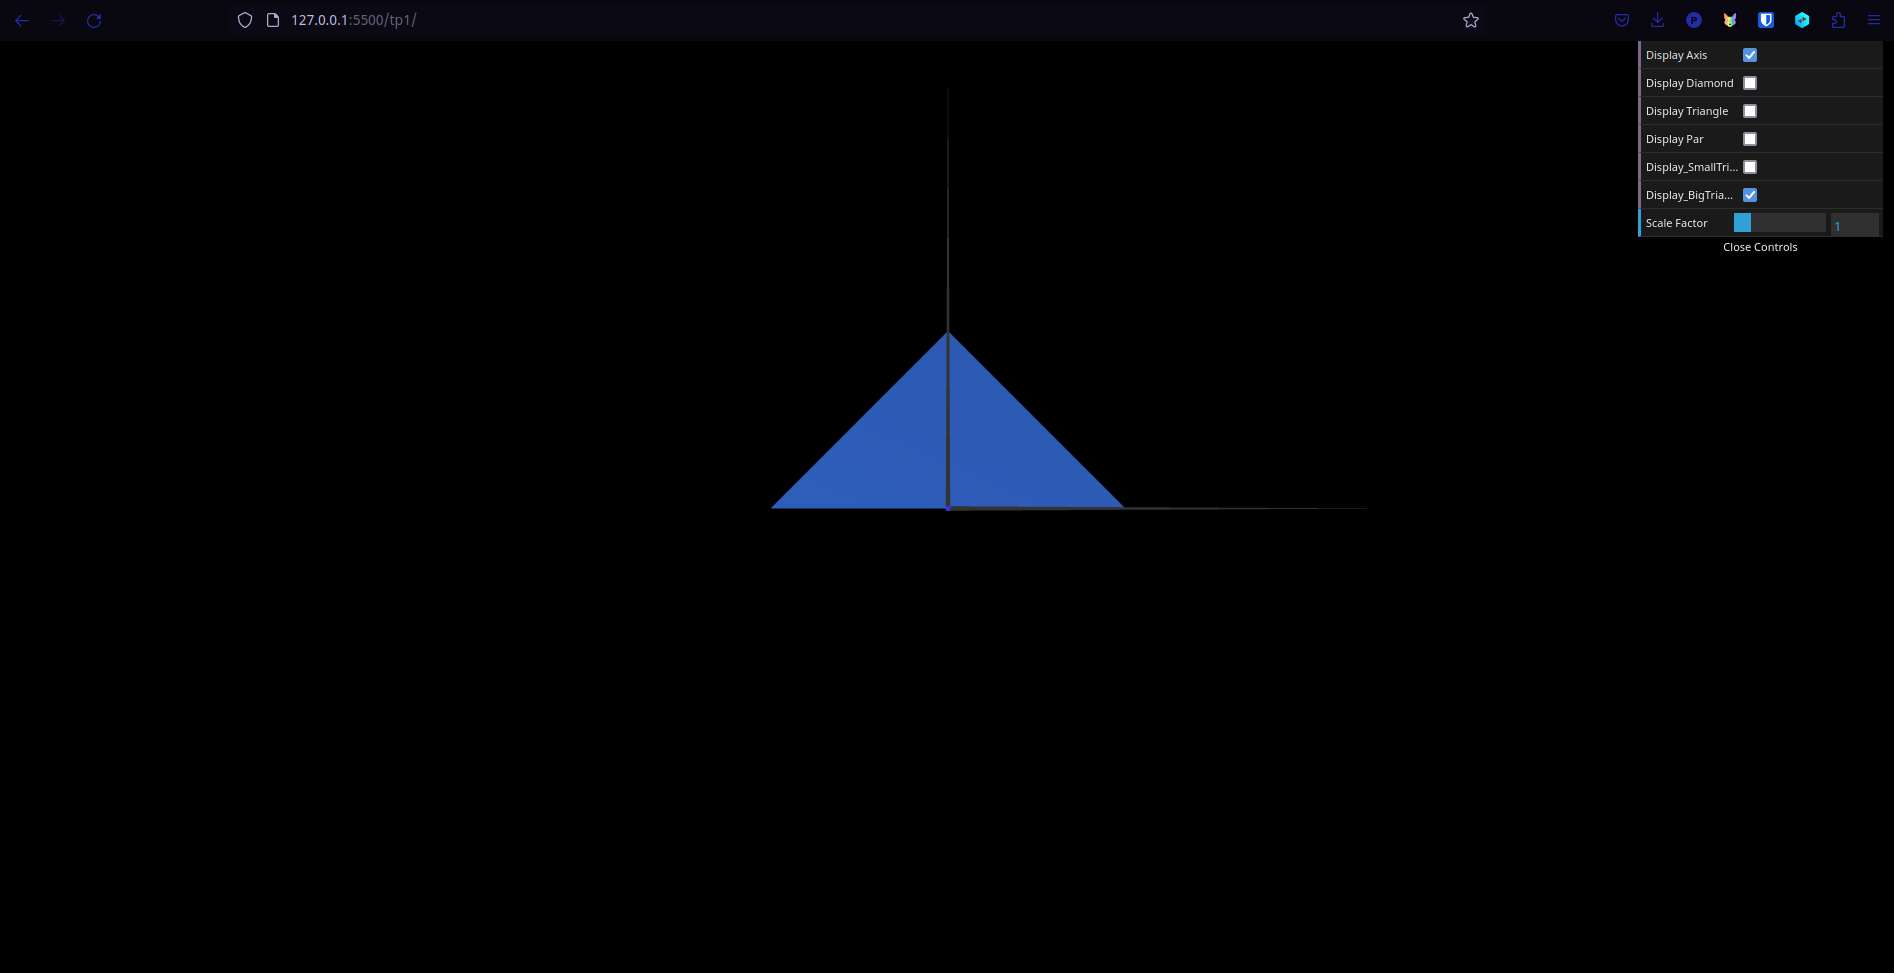 127.0.0.1:5500/tp1/
Display Axis
Display Diamond
Display Triangle
Display Par
Display_SmallTri...
Display_BigTria...
Scale Factor 1
Close Controls